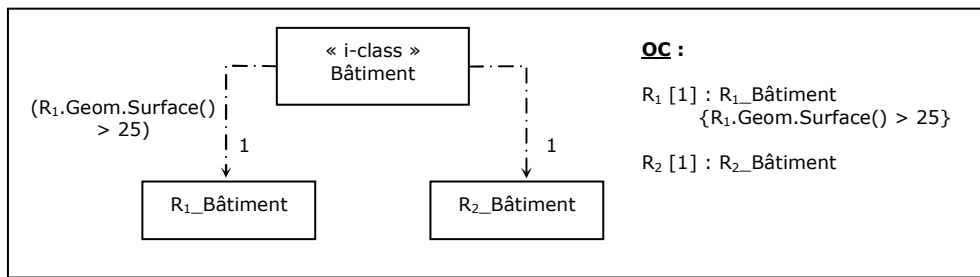 « i-class »
Bâtiment
(R₁.Geom.Surface()
> 25)
1
1
R₁_Bâtiment
R₂_Bâtiment
OC :
R₁ [1] : R₁_Bâtiment
{R₁.Geom.Surface() > 25}
R₂ [1] : R₂_Bâtiment